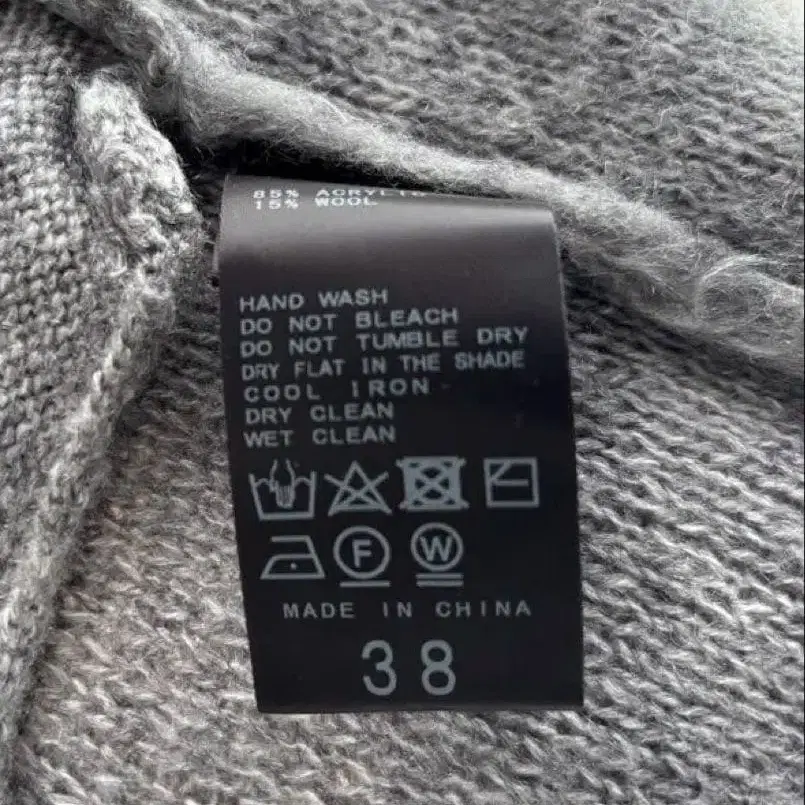 85% ACRYLIC
15% WOOL
HAND WASH
DO NOT BLEACH
DO NOT TUMBLE DRY
DRY FLAT IN THE SHADE
COOL IRON
DRY CLEAN
WET CLEAN
F W
MADE IN CHINA
38